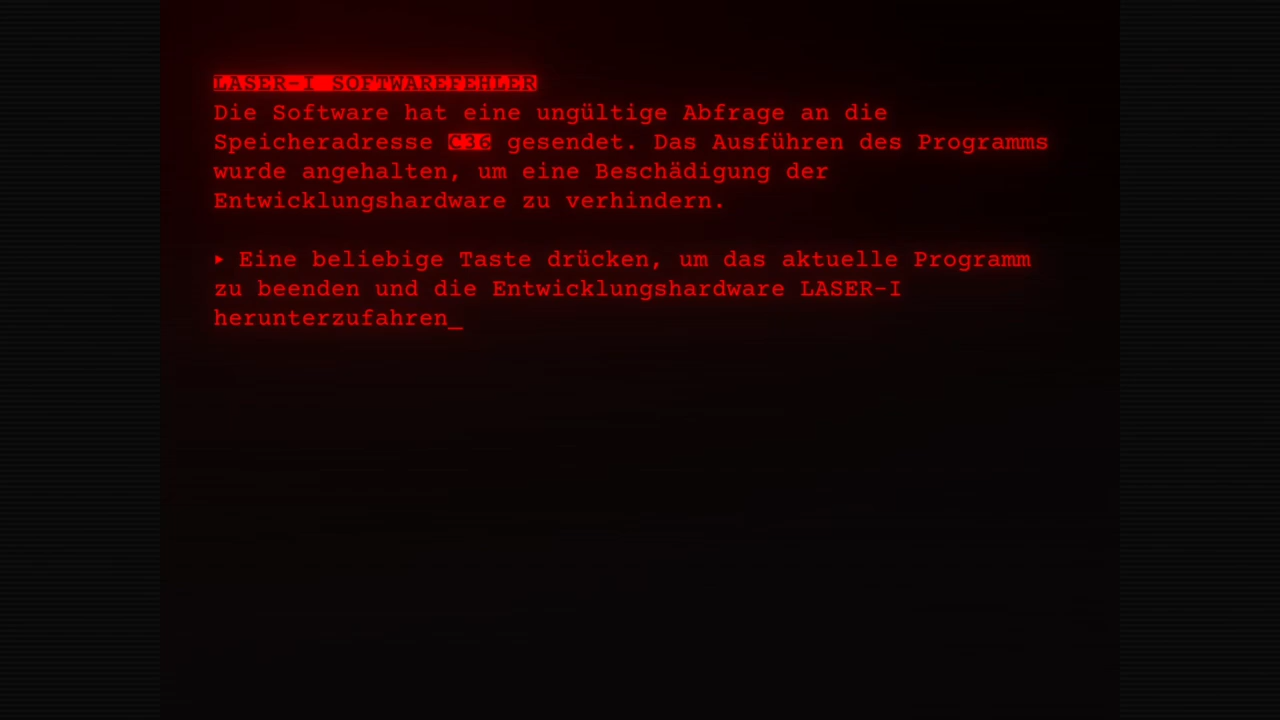 LASER-I SOFTWAREFEHLER
Die Software hat eine ungültige Abfrage an die
Speicheradresse C36 gesendet. Das Ausführen des Programms
wurde angehalten, um eine Beschädigung der
Entwicklungshardware zu verhindern.
▸ Eine beliebige Taste drücken, um das aktuelle Programm
zu beenden und die Entwicklungshardware LASER-I
herunterzufahren_